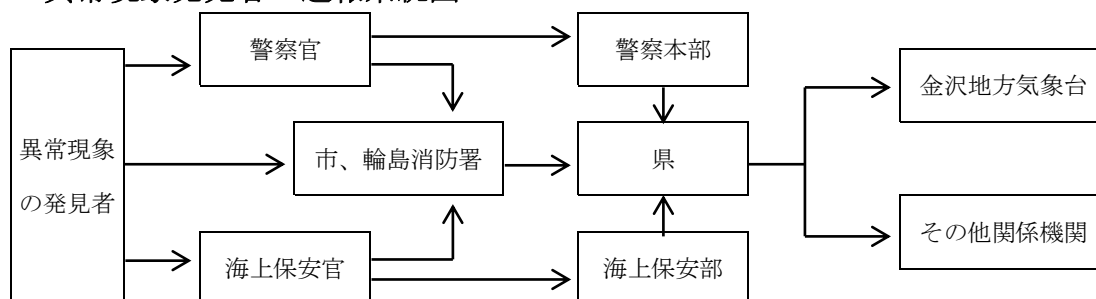 警察官
警察本部
金沢地方気象台
異常現象
の発見者
市、輪島消防署
県
その他関係機関
海上保安官
海上保安部